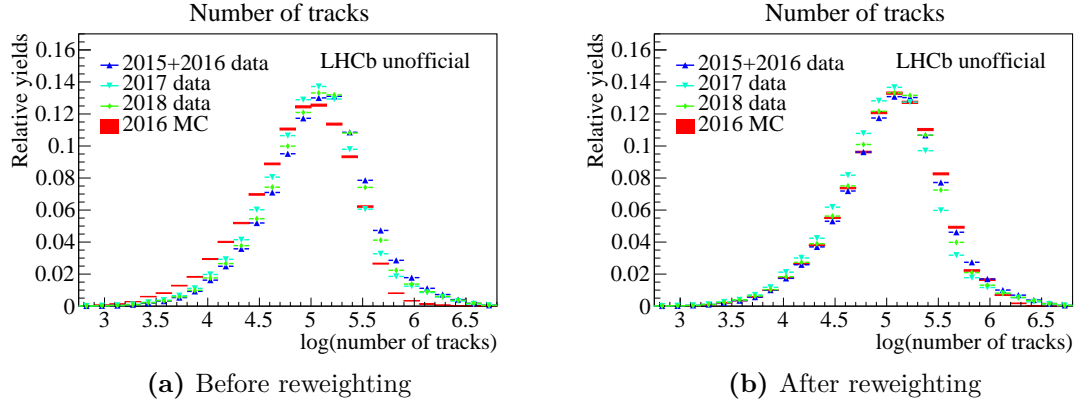 Number of tracks
Relative yields
0.16
0.14
0.12
0.1
0.08
0.06
0.04
0.02
0
LHCb unofficial
2015+2016 data
2017 data
2018 data
2016 MC
3 3.5 4 4.5 5 5.5 6 6.5
log(number of tracks)
(a) Before reweighting
Number of tracks
Relative yields
0.16
0.14
0.12
0.1
0.08
0.06
0.04
0.02
0
LHCb unofficial
2015+2016 data
2017 data
2018 data
2016 MC
3 3.5 4 4.5 5 5.5 6 6.5
log(number of tracks)
(b) After reweighting